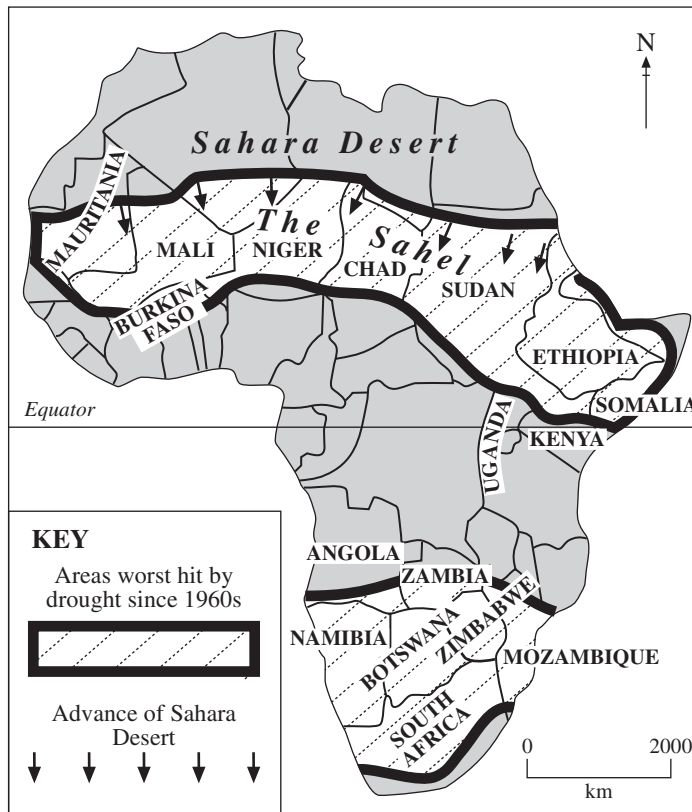 N
Sahara Desert
MAURITANIA
The
Sahel
MALI
NIGER
CHAD
SUDAN
BURKINA
FASO
ETHIOPIA
SOMALIA
Equator
UGANDA
KENYA
KEY
Areas worst hit by
drought since 1960s
Advance of Sahara
Desert
ANGOLA
ZAMBIA
NAMIBIA
BOTSWANA
ZIMBABWE
MOZAMBIQUE
SOUTH
AFRICA
0 2000
km